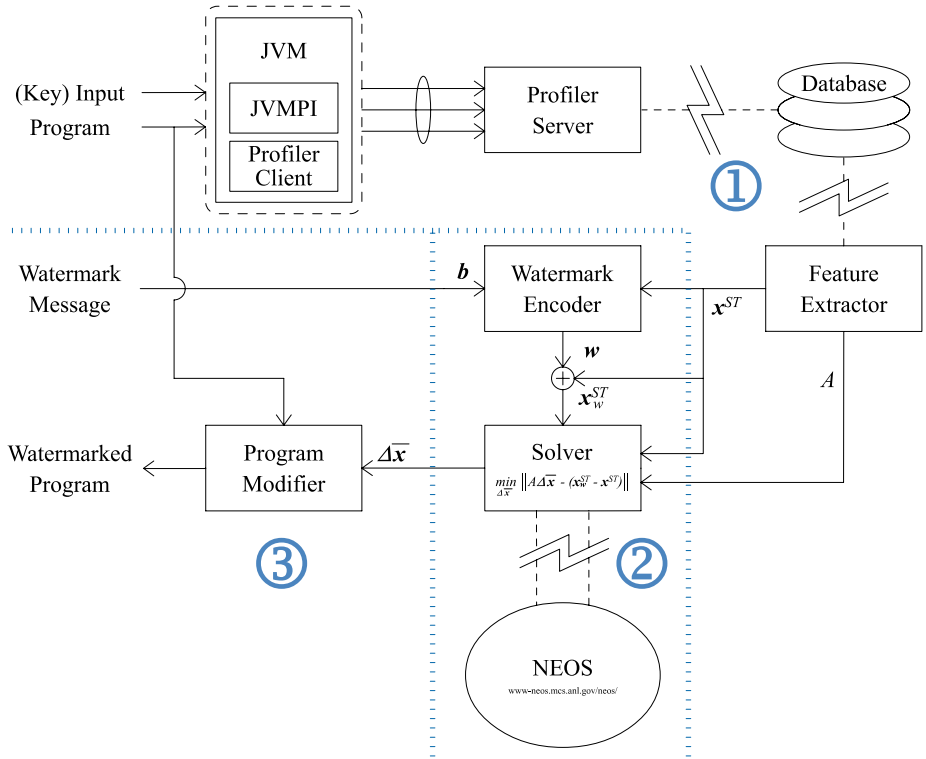 (Key) Input
Program
JVM
JVMPI
Profiler
Client
Profiler
Server
Database
1
Watermark
Message
b
Watermark
Encoder
x^ST
Feature
Extractor
w
+
x_w^ST
A
Watermarked
Program
Program
Modifier
Δx̅
Solver
min ‖AΔx̅ - (x_w^ST - x^ST)‖
Δx̅
3
2
NEOS
www-neos.mcs.anl.gov/neos/